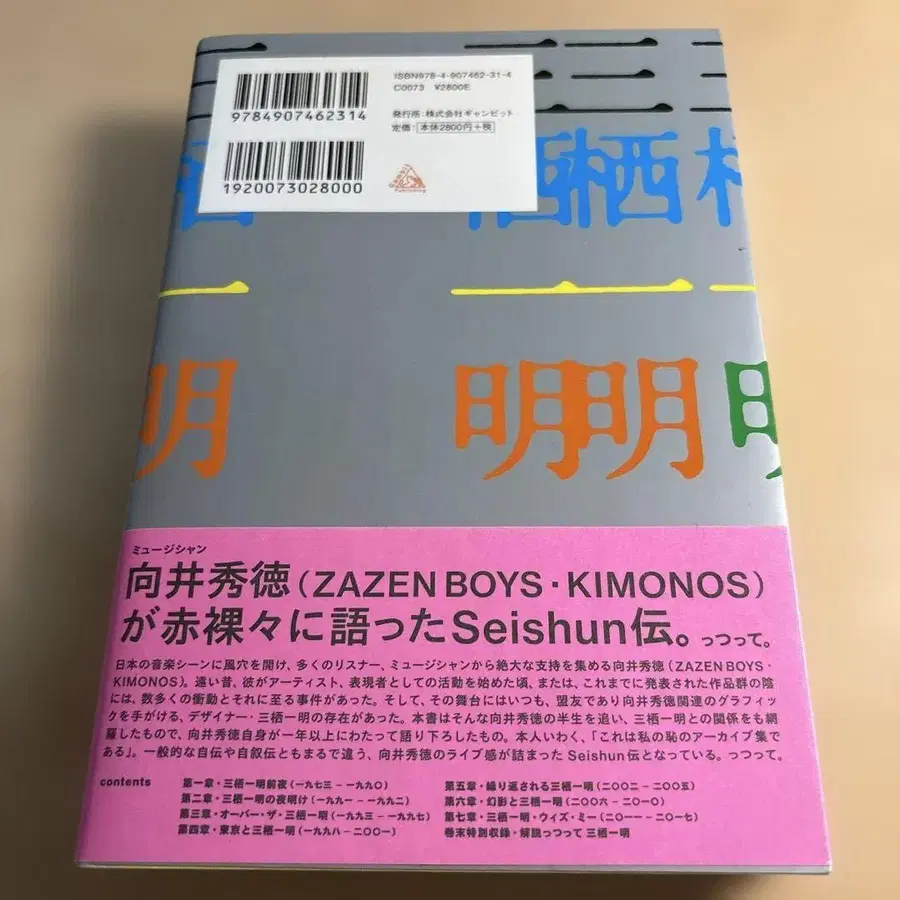 ISBN978-4-907462-31-4
C0073 ¥2800E
発行所:株式会社ギャンビット
定価:本体2800円+税
9784907462314
1920073028000
栖 栖栖
一 一一
明 明明
ミュージシャン
向井秀徳(ZAZEN BOYS・KIMONOS)
が赤裸々に語ったSeishun伝。っつって。
日本の音楽シーンに風穴を開け、多くのリスナー、ミュージシャンから絶大な支持を集める向井秀徳(ZAZEN BOYS・
KIMONOS)。遠い昔、彼がアーティスト、表現者としての活動を始めた頃、または、これまでに発表された作品群の陰
には、数多くの衝動とそれに至る事件があった。そして、その舞台にはいつも、盟友であり向井秀徳関連のグラフィッ
クを手がける、デザイナー・三栖一明の存在があった。本書はそんな向井秀徳の半生を追い、三栖一明との関係をも網
羅したもので、向井秀徳自身が一年以上にわたって語り下ろしたもの。本人いわく、「これは私の恥のアーカイブ集で
ある」。一般的な自伝や自叙伝ともまるで違う、向井秀徳のライブ感が詰まった Seishun伝となっている。っつって。
contents
第一章・三栖一明前夜(一九七三 – 一九九〇)
第二章・三栖一明の夜明け(一九九一 – 一九九二)
第三章・オーバー・ザ・三栖一明(一九九三 – 一九九七)
第四章・東京と三栖一明(一九九八 – 二〇〇一)
第五章・繰り返される三栖一明(二〇〇二 – 二〇〇五)
第六章・幻影と三栖一明(二〇〇六 – 二〇一〇)
第七章・三栖一明・ウィズ・ミー(二〇一一 – 二〇一七)
巻末特別収録・解説っつって 三栖一明